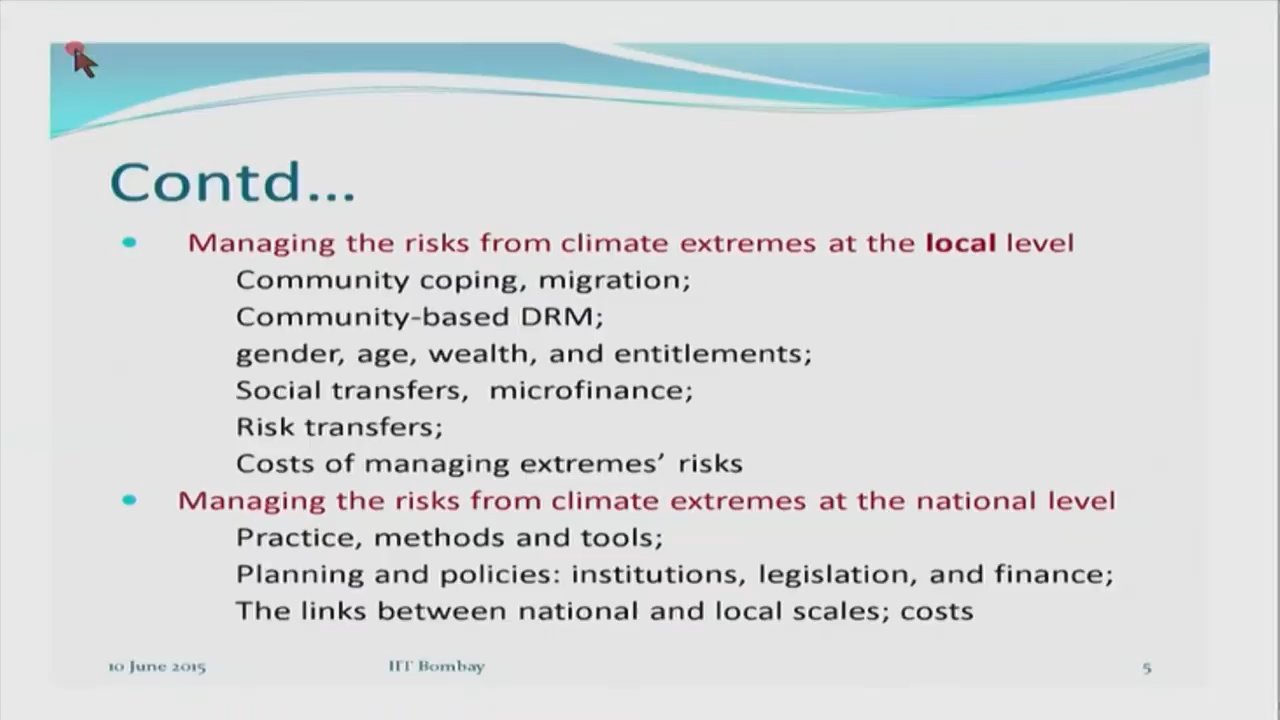 Contd...
Managing the risks from climate extremes at the local level
Community coping, migration;
Community-based DRM;
gender, age, wealth, and entitlements;
Social transfers, microfinance;
Risk transfers;
Costs of managing extremes’ risks
Managing the risks from climate extremes at the national level
Practice, methods and tools;
Planning and policies: institutions, legislation, and finance;
The links between national and local scales; costs
10 June 2015 IIT Bombay 5